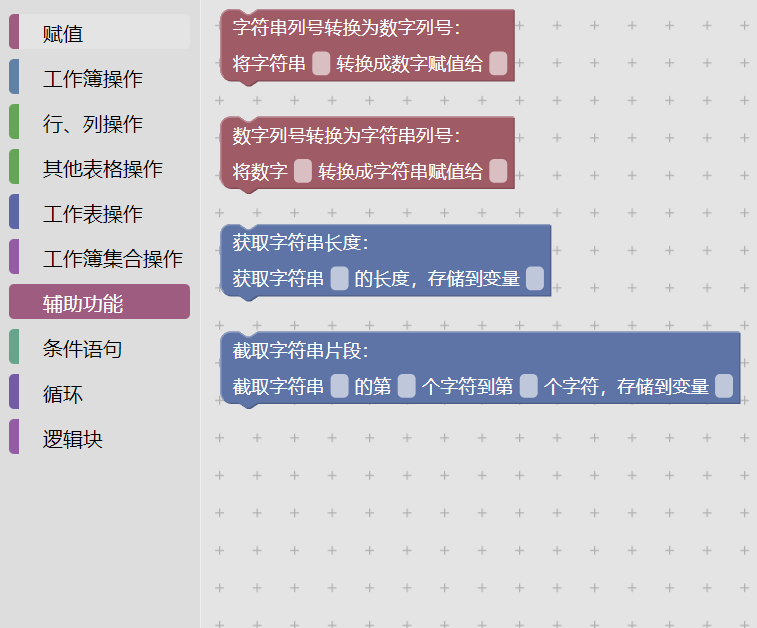 赋值
工作簿操作
行、列操作
其他表格操作
工作表操作
工作簿集合操作
辅助功能
条件语句
循环
逻辑块
字符串列号转换为数字列号：
将字符串 转换成数字赋值给
数字列号转换为字符串列号：
将数字 转换成字符串赋值给
获取字符串长度：
获取字符串 的长度，存储到变量
截取字符串片段：
截取字符串 的第 个字符到第 个字符，存储到变量